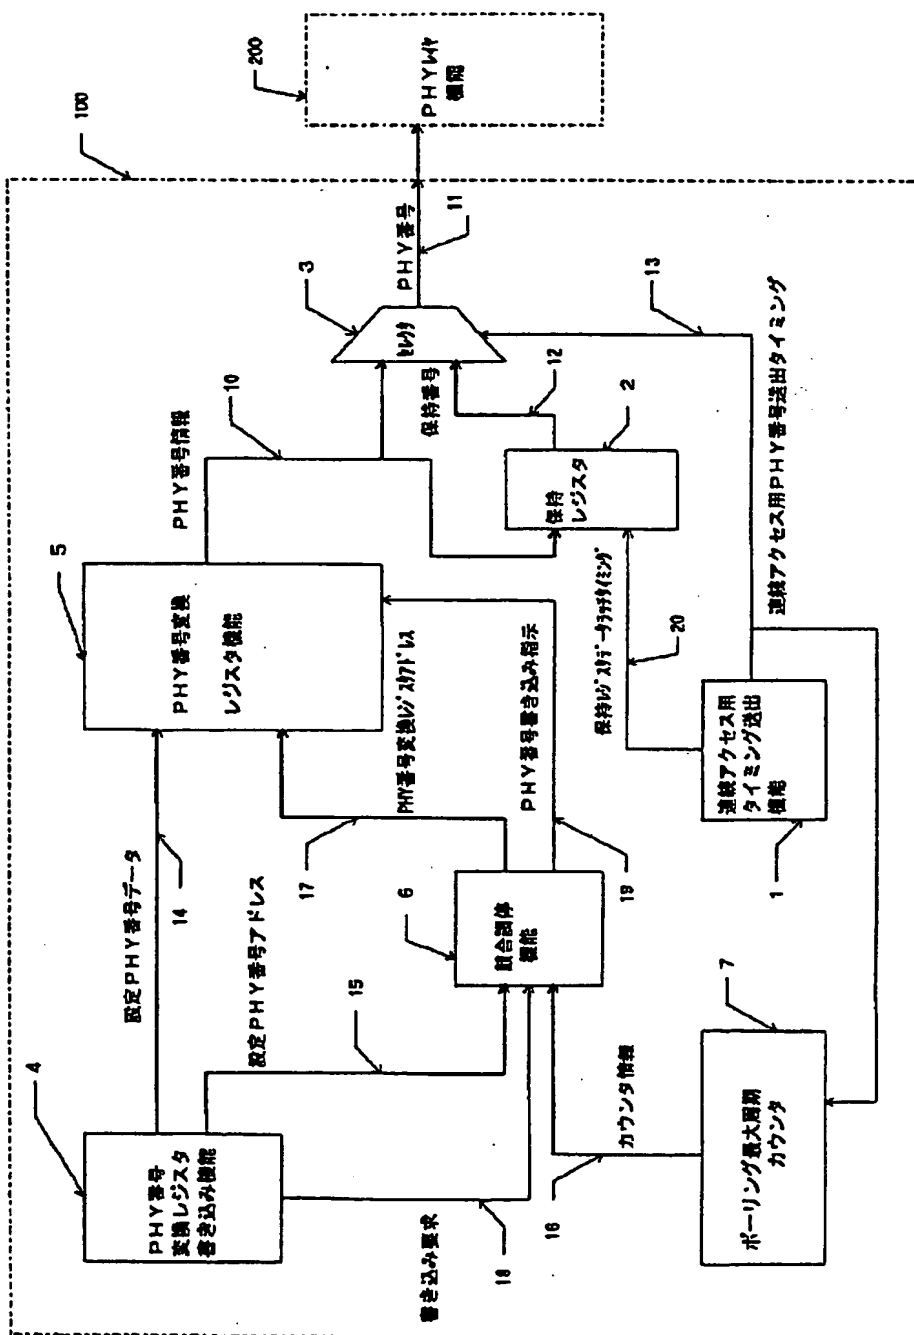 100
200
PHYレイヤ
機能
4
PHY番号
変換レジスタ
書き込み機能
設定PHY番号データ
14
5
PHY番号変換
レジスタ機能
PHY番号情報
10
3
セレクタ
PHY番号
11
設定PHY番号アドレス
15
17
PHY番号変換レジスタアドレス
6
競合調停
機能
PHY番号書き込み指示
19
保持番号
12
2
保持
レジスタ
13
書き込み要求
18
カウンタ情報
16
7
ポーリング最大周期
カウンタ
1
連続アクセス用
タイミング送出
機能
保持レジスタデータラッチタイミング
20
連続アクセス用PHY番号送出タイミング